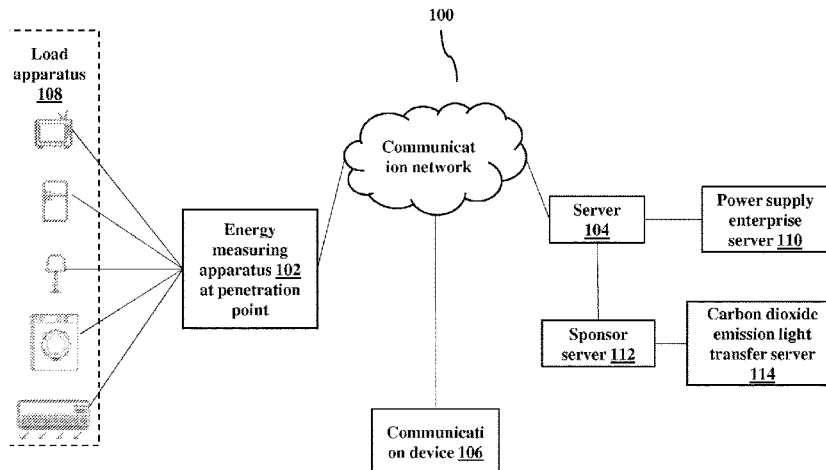 100
Load
apparatus
108
Communicat
ion network
Energy
measuring
apparatus 102
at penetration
point
Server
104
Power supply
enterprise
server 110
Sponsor
server 112
Carbon dioxide
emission light
transfer server
114
Communicati
on device 106